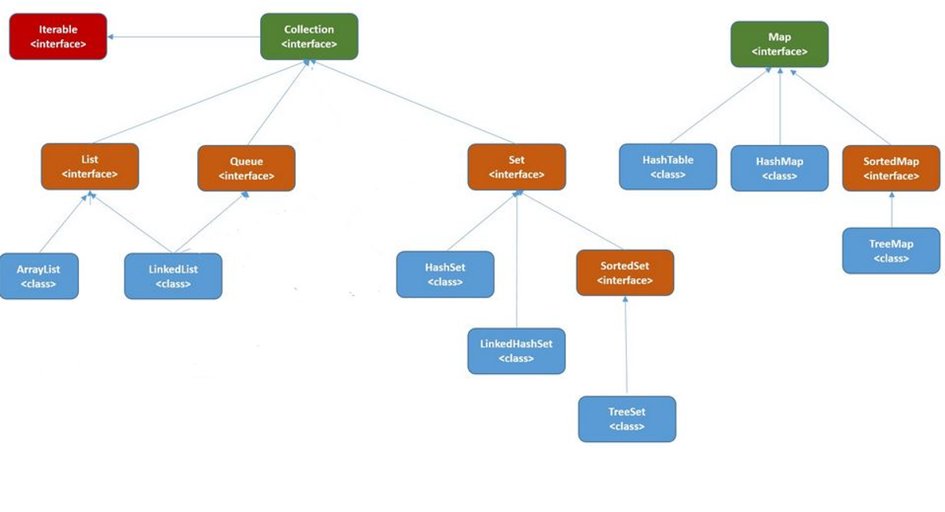 Iterable
<interface>
Collection
<interface>
Map
<interface>
List
<interface>
Queue
<interface>
Set
<interface>
HashTable
<class>
HashMap
<class>
SortedMap
<interface>
ArrayList
<class>
LinkedList
<class>
HashSet
<class>
SortedSet
<interface>
TreeMap
<class>
LinkedHashSet
<class>
TreeSet
<class>